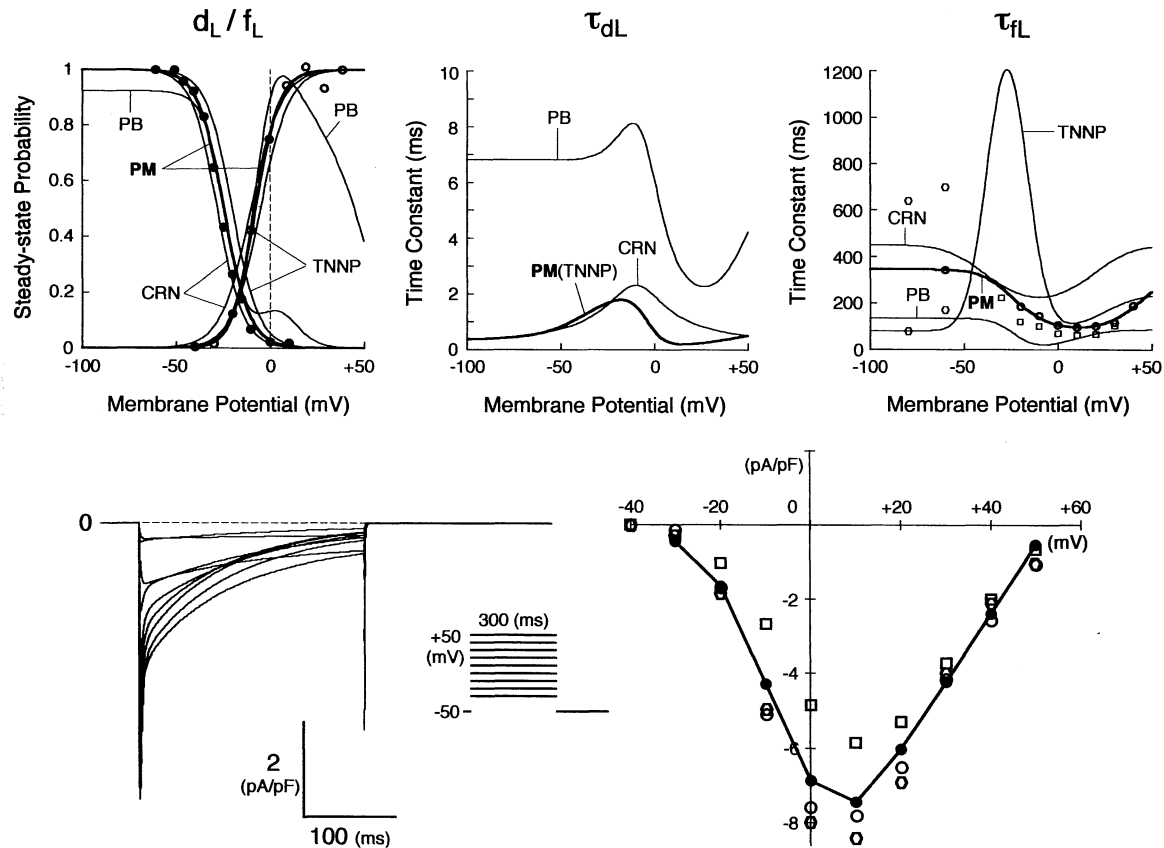 dL / fL
τdL
τfL
Steady-state Probability
1
0.8
0.6
0.4
0.2
0
PB
PB
PM
TNNP
CRN
-100
-50
0
+50
Membrane Potential (mV)
Time Constant (ms)
10
8
6
4
2
0
PB
CRN
PM(TNNP)
-100
-50
0
+50
Membrane Potential (mV)
Time Constant (ms)
1200
1000
800
600
400
200
0
TNNP
CRN
PB
PM
-100
-50
0
+50
Membrane Potential (mV)
0
300 (ms)
+50
(mV)
-50
2
(pA/pF)
100 (ms)
(pA/pF)
-40
-20
0
+20
+40
+60
(mV)
-2
-4
-6
-8